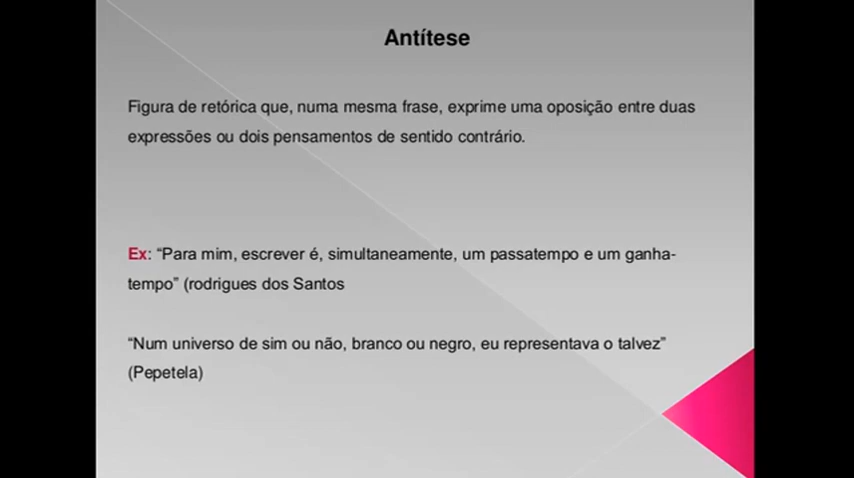 Antítese
Figura de retórica que, numa mesma frase, exprime uma oposição entre duas
expressões ou dois pensamentos de sentido contrário.
Ex: “Para mim, escrever é, simultaneamente, um passatempo e um ganha-
tempo” (rodrigues dos Santos
“Num universo de sim ou não, branco ou negro, eu representava o talvez”
(Pepetela)